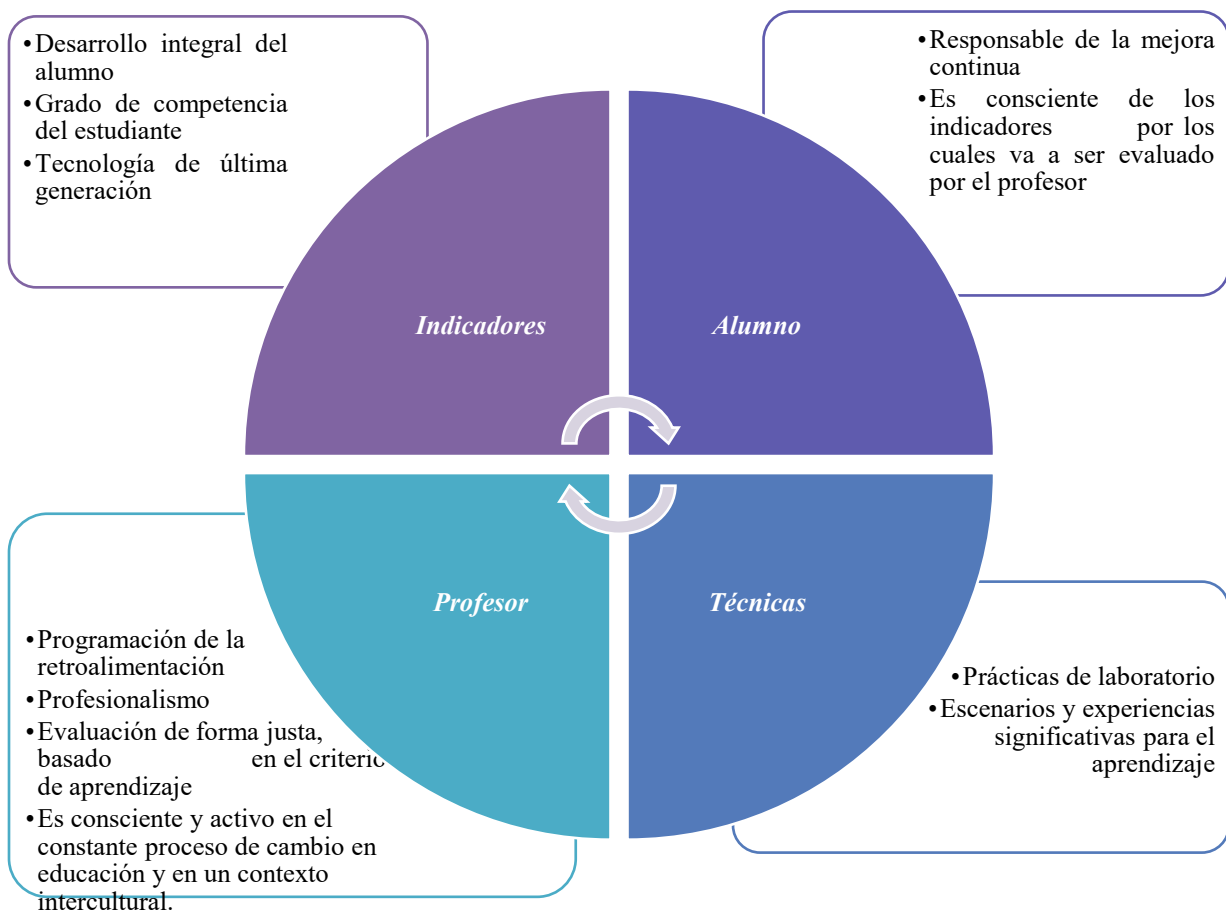 •Desarrollo integral del
alumno
•Grado de competencia
del estudiante
•Tecnología de última
generación
•Responsable de la mejora
continua
•Es consciente de los
indicadores por los
cuales va a ser evaluado
por el profesor
Indicadores
Alumno
Profesor
Técnicas
•Programación de la
retroalimentación
•Profesionalismo
•Evaluación de forma justa,
basado en el criterio
de aprendizaje
•Es consciente y activo en el
constante proceso de cambio en
educación y en un contexto
intercultural.
•Prácticas de laboratorio
•Escenarios y experiencias
significativas para el
aprendizaje